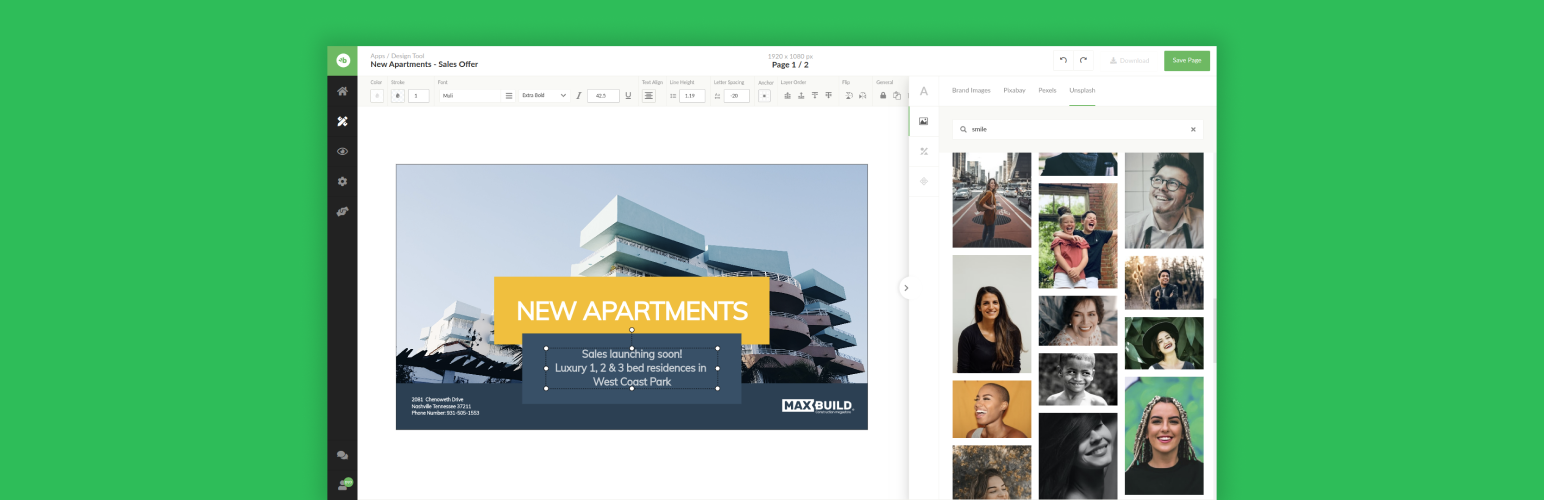 Apps / Design Tool
New Apartments - Sales Offer
1920 x 1080 px
Page 1 / 2
Download
Save Page
Color
Stroke
Font
Text Align
Line Height
Letter Spacing
Anchor
Layer Order
Flip
General
1
Muli
Extra Bold
42.5
1.19
-20
Brand Images
Pixabay
Pexels
Unsplash
smile
NEW APARTMENTS
Sales launching soon!
Luxury 1, 2 & 3 bed residences in
West Coast Park
2081 Chenoweth Drive
Nashville Tennessee 37211
Phone Number: 931-505-1553
MAXBUILD